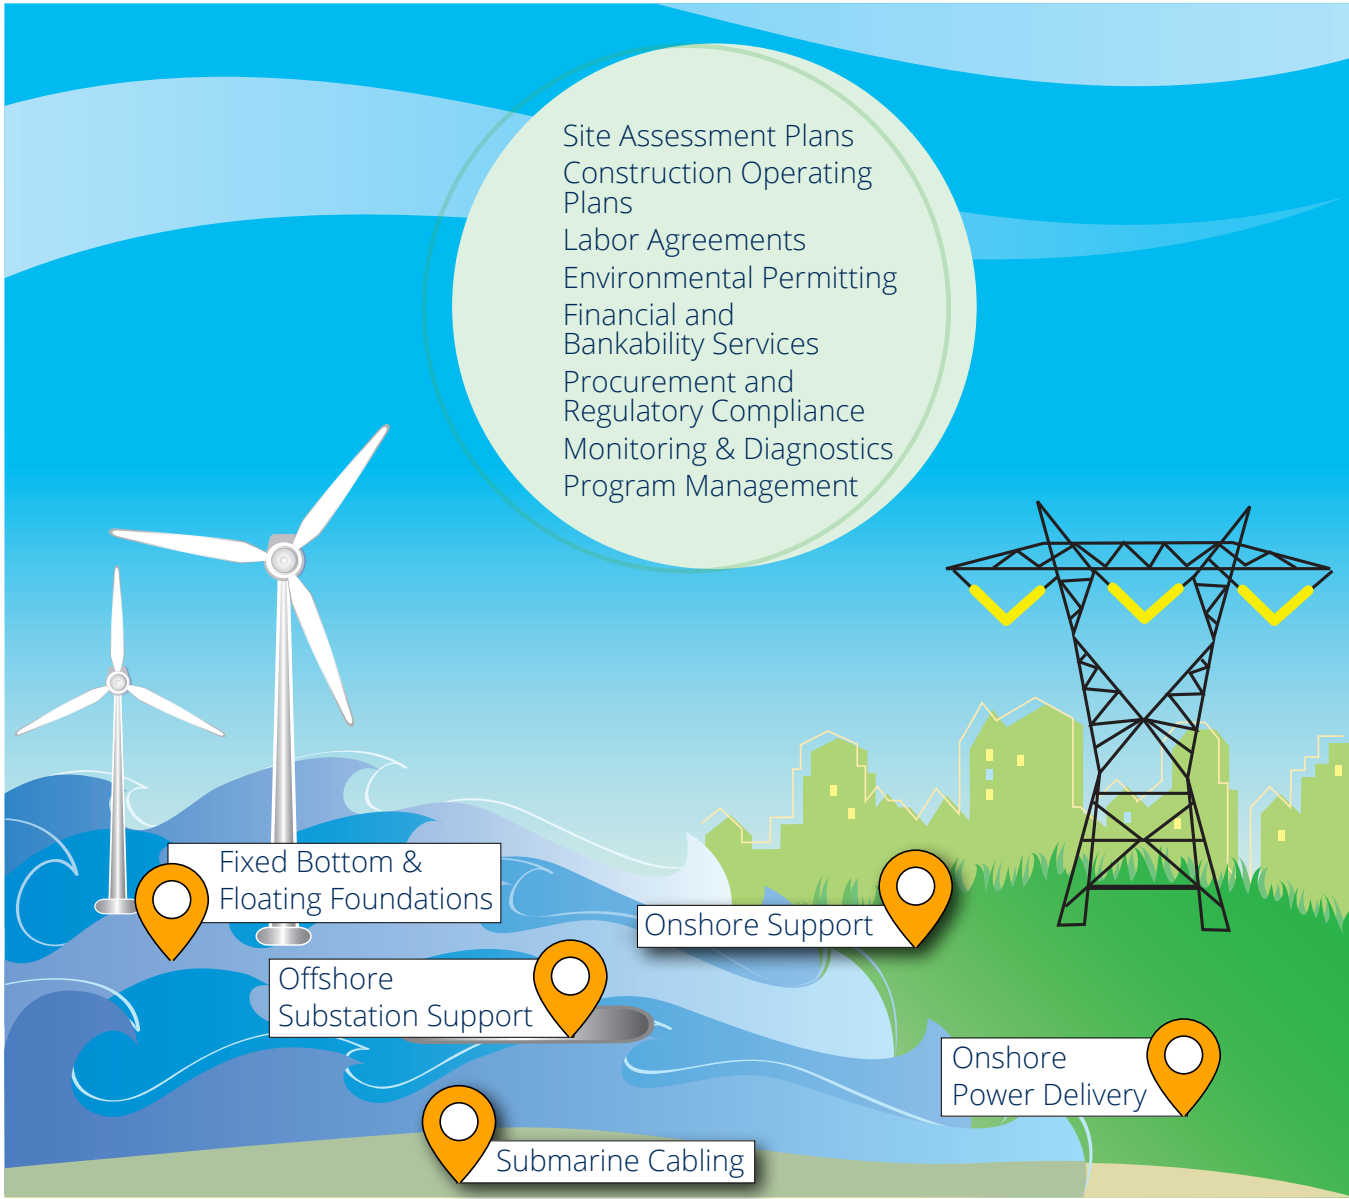 Site Assessment Plans
Construction Operating
Plans
Labor Agreements
Environmental Permitting
Financial and
Bankability Services
Procurement and
Regulatory Compliance
Monitoring & Diagnostics
Program Management
Fixed Bottom &
Floating Foundations
Onshore Support
Offshore
Substation Support
Onshore
Power Delivery
Submarine Cabling